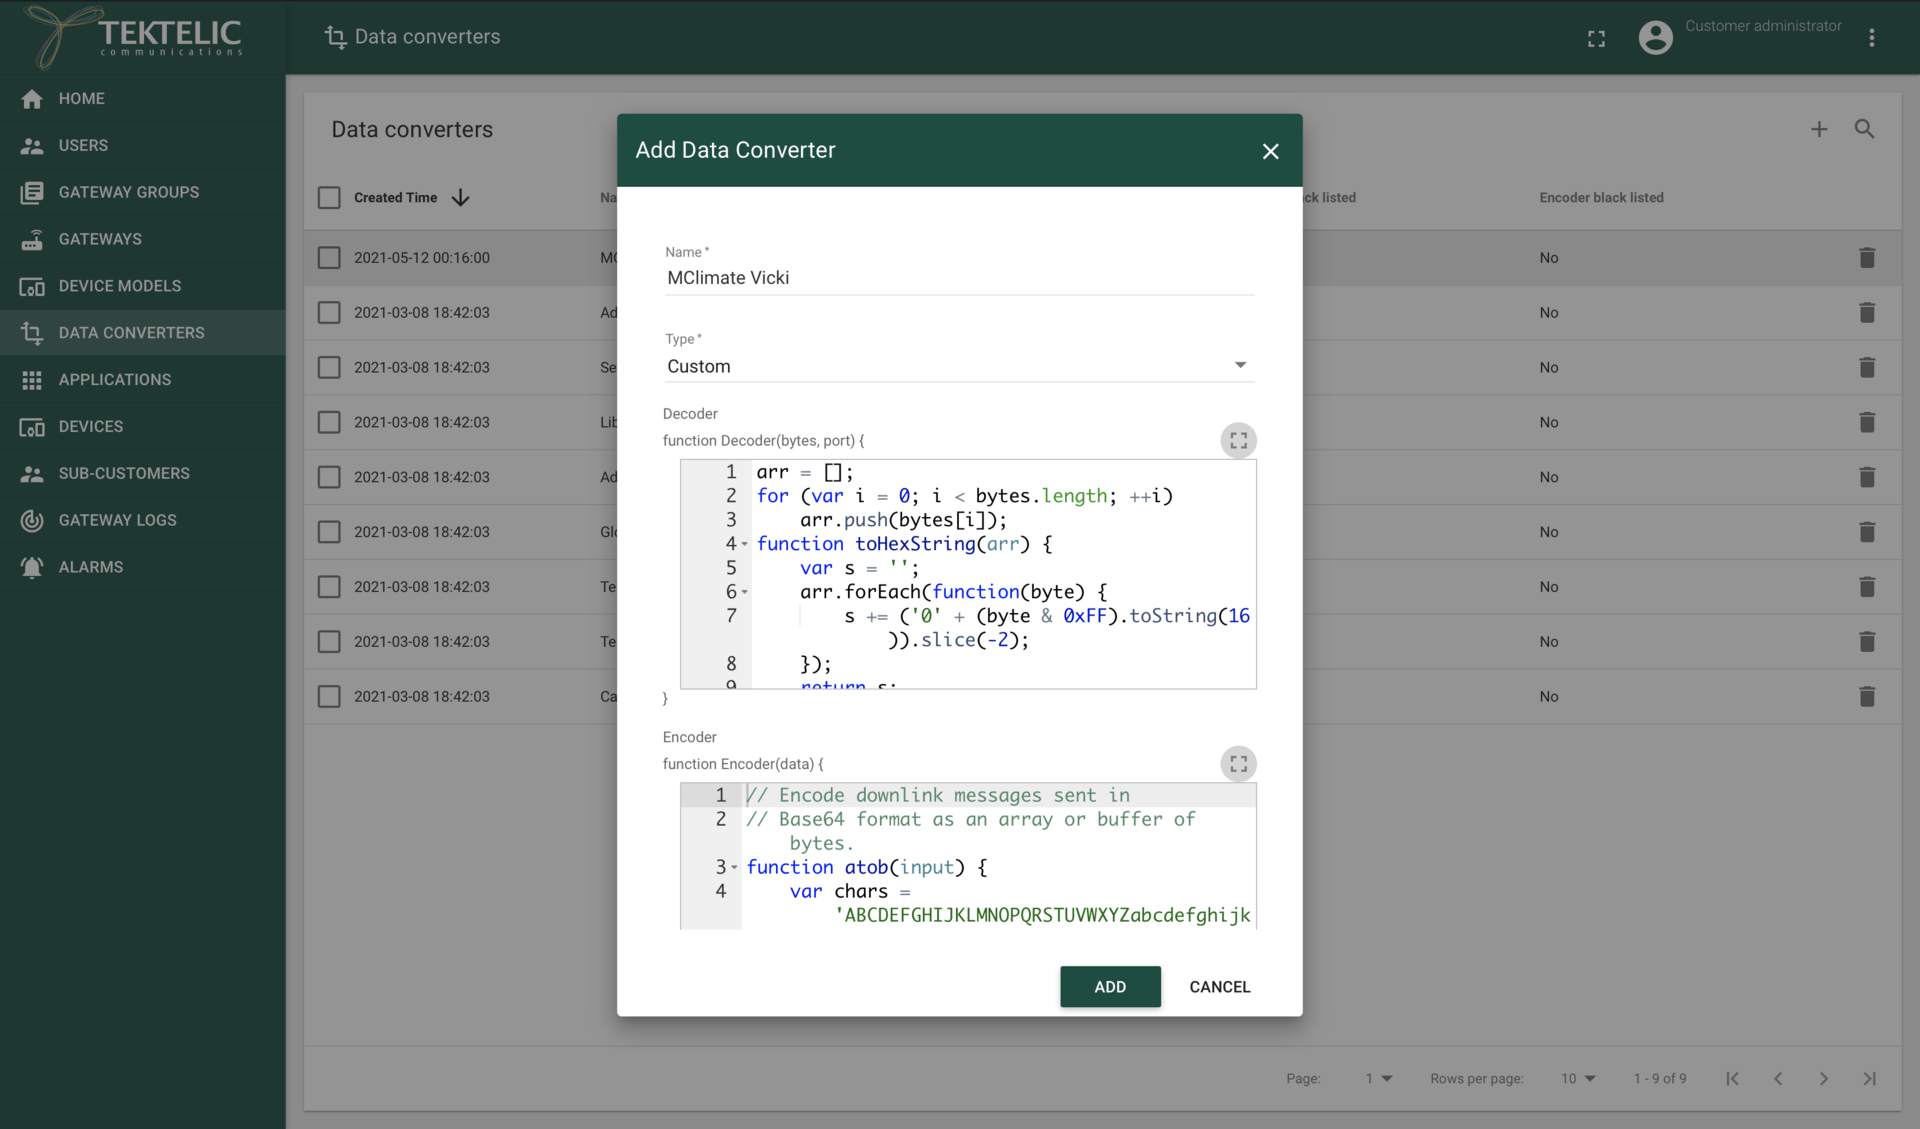 TEKTELIC
communications
Data converters
Customer administrator
HOME
USERS
GATEWAY GROUPS
GATEWAYS
DEVICE MODELS
DATA CONVERTERS
APPLICATIONS
DEVICES
SUB-CUSTOMERS
GATEWAY LOGS
ALARMS
Data converters
Created Time Na ck listed Encoder black listed
2021-05-12 00:16:00 MC No
2021-03-08 18:42:03 Ad No
2021-03-08 18:42:03 Se No
2021-03-08 18:42:03 Lib No
2021-03-08 18:42:03 Ad No
2021-03-08 18:42:03 Glo No
2021-03-08 18:42:03 Te No
2021-03-08 18:42:03 Te No
2021-03-08 18:42:03 Ca No
Add Data Converter
Name *
MClimate Vicki
Type *
Custom
Decoder
function Decoder(bytes, port) {
1 arr = [];
2 for (var i = 0; i < bytes.length; ++i)
3 arr.push(bytes[i]);
4 function toHexString(arr) {
5 var s = '';
6 arr.forEach(function(byte) {
7 s += ('0' + (byte & 0xFF).toString(16
)).slice(-2);
8 });
9 return s;
}
Encoder
function Encoder(data) {
1 // Encode downlink messages sent in
2 // Base64 format as an array or buffer of
bytes.
3 function atob(input) {
4 var chars =
'ABCDEFGHIJKLMNOPQRSTUVWXYZabcdefghijk
ADD CANCEL
Page: 1 Rows per page: 10 1 - 9 of 9